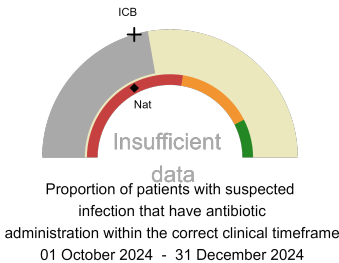 ICB
Nat
Insufficient
data
Proportion of patients with suspected
infection that have antibiotic
administration within the correct clinical timeframe
01 October 2024 - 31 December 2024